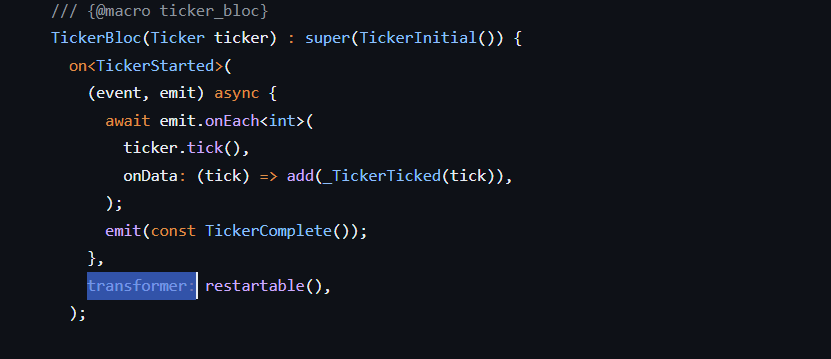 /// {@macro ticker_bloc}
TickerBloc(Ticker ticker) : super(TickerInitial()) {
on<TickerStarted>(
(event, emit) async {
await emit.onEach<int>(
ticker.tick(),
onData: (tick) => add(_TickerTicked(tick)),
);
emit(const TickerComplete());
},
transformer: restartable(),
);